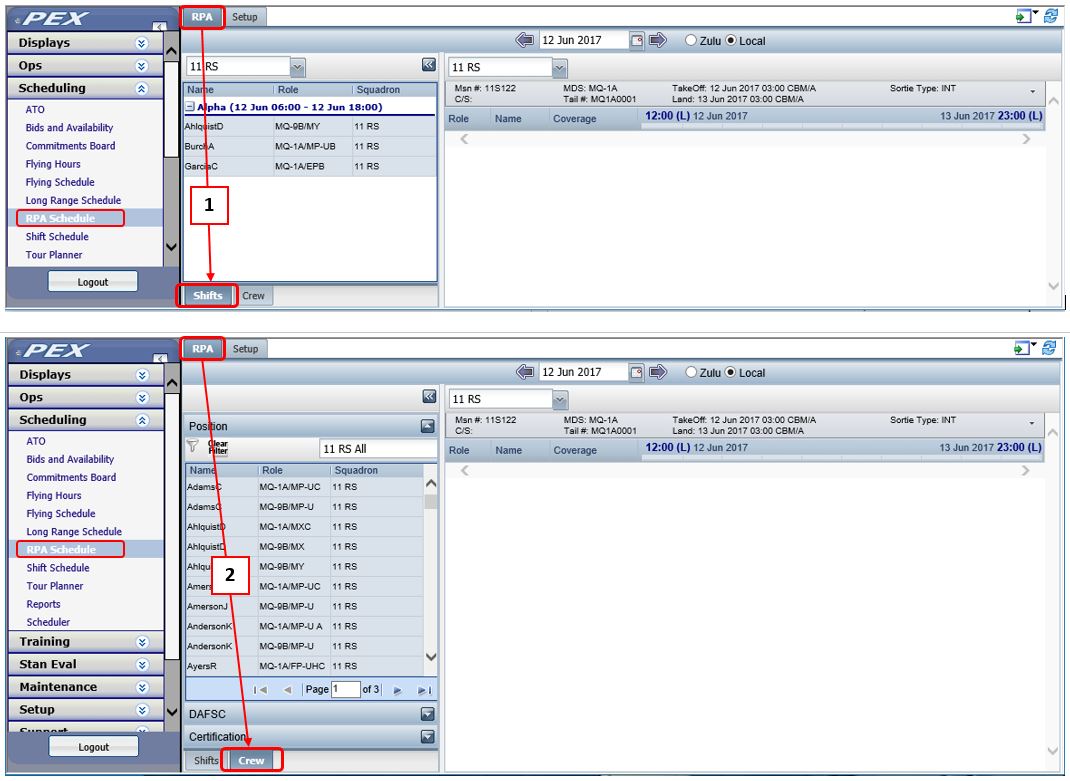 PEX
RPA Setup
Displays
12 Jun 2017 Zulu Local
Ops
11 RS
11 RS
Scheduling
Name Role Squadron
Msn #: 11S122 MDS: MQ-1A TakeOff: 12 Jun 2017 03:00 CBM/A Sortie Type: INT
C/S: Tail #: MQ1A0001 Land: 13 Jun 2017 03:00 CBM/A
Alpha (12 Jun 06:00 - 12 Jun 18:00)
Role Name Coverage 12:00 (L) 12 Jun 2017 13 Jun 2017 23:00 (L)
AhlquistD MQ-9B/MY 11 RS
BurchA MQ-1A/MP-UB 11 RS
GarciaC MQ-1A/EPB 11 RS
ATO
Bids and Availability
Commitments Board
Flying Hours
Flying Schedule
Long Range Schedule
RPA Schedule
Shift Schedule
Tour Planner
1
Logout
Shifts Crew
PEX
RPA Setup
Displays
12 Jun 2017 Zulu Local
Ops
11 RS
Scheduling
Position
Msn #: 11S122 MDS: MQ-1A TakeOff: 12 Jun 2017 03:00 CBM/A Sortie Type: INT
C/S: Tail #: MQ1A0001 Land: 13 Jun 2017 03:00 CBM/A
Clear
Filter
11 RS All
Role Name Coverage 12:00 (L) 12 Jun 2017 13 Jun 2017 23:00 (L)
Name Role Squadron
AdamsC MQ-1A/MP-UC 11 RS
AdamsC MQ-9B/MP-U 11 RS
AhlquistD MQ-1A/MXC 11 RS
AhlquistD MQ-9B/MX 11 RS
Ahlqu MQ-9B/MY 11 RS
Amers MQ-1A/MP-UC 11 RS
AmersonJ MQ-9B/MP-U 11 RS
AndersonK MQ-1A/MP-U A 11 RS
AndersonK MQ-9B/MP-U 11 RS
AyersR MQ-1A/FP-UHC 11 RS
ATO
Bids and Availability
Commitments Board
Flying Hours
Flying Schedule
Long Range Schedule
RPA Schedule
Shift Schedule
Tour Planner
Reports
Scheduler
Training
Stan Eval
Maintenance
Setup
Support
2
Page 1 of 3
DAFSC
Certification
Logout
Shifts Crew